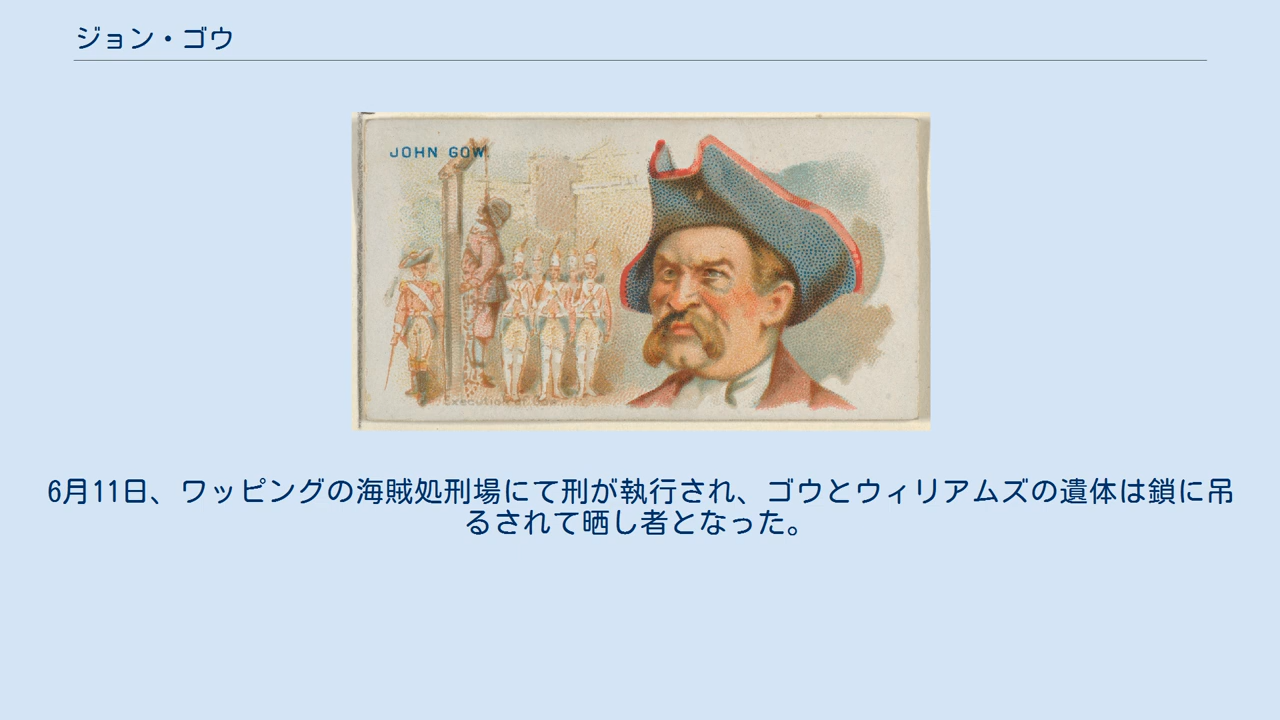 ジョン・ゴウ
JOHN GOW.
Execution of Gow
6月11日、ワッピングの海賊処刑場にて刑が執行され、ゴウとウィリアムズの遺体は鎖に吊
るされて晒し者となった。